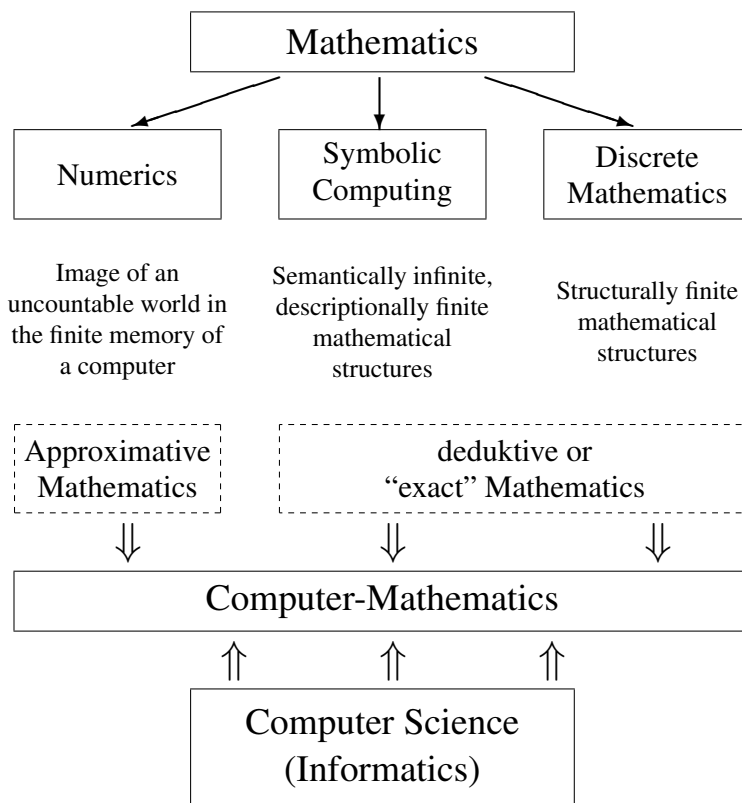 Mathematics
Numerics
Symbolic
Computing
Discrete
Mathematics
Image of an
uncountable world in
the finite memory of
a computer
Semantically infinite,
descriptionally finite
mathematical
structures
Structurally finite
mathematical
structures
Approximative
Mathematics
deduktive or
“exact” Mathematics
Computer-Mathematics
Computer Science
(Informatics)